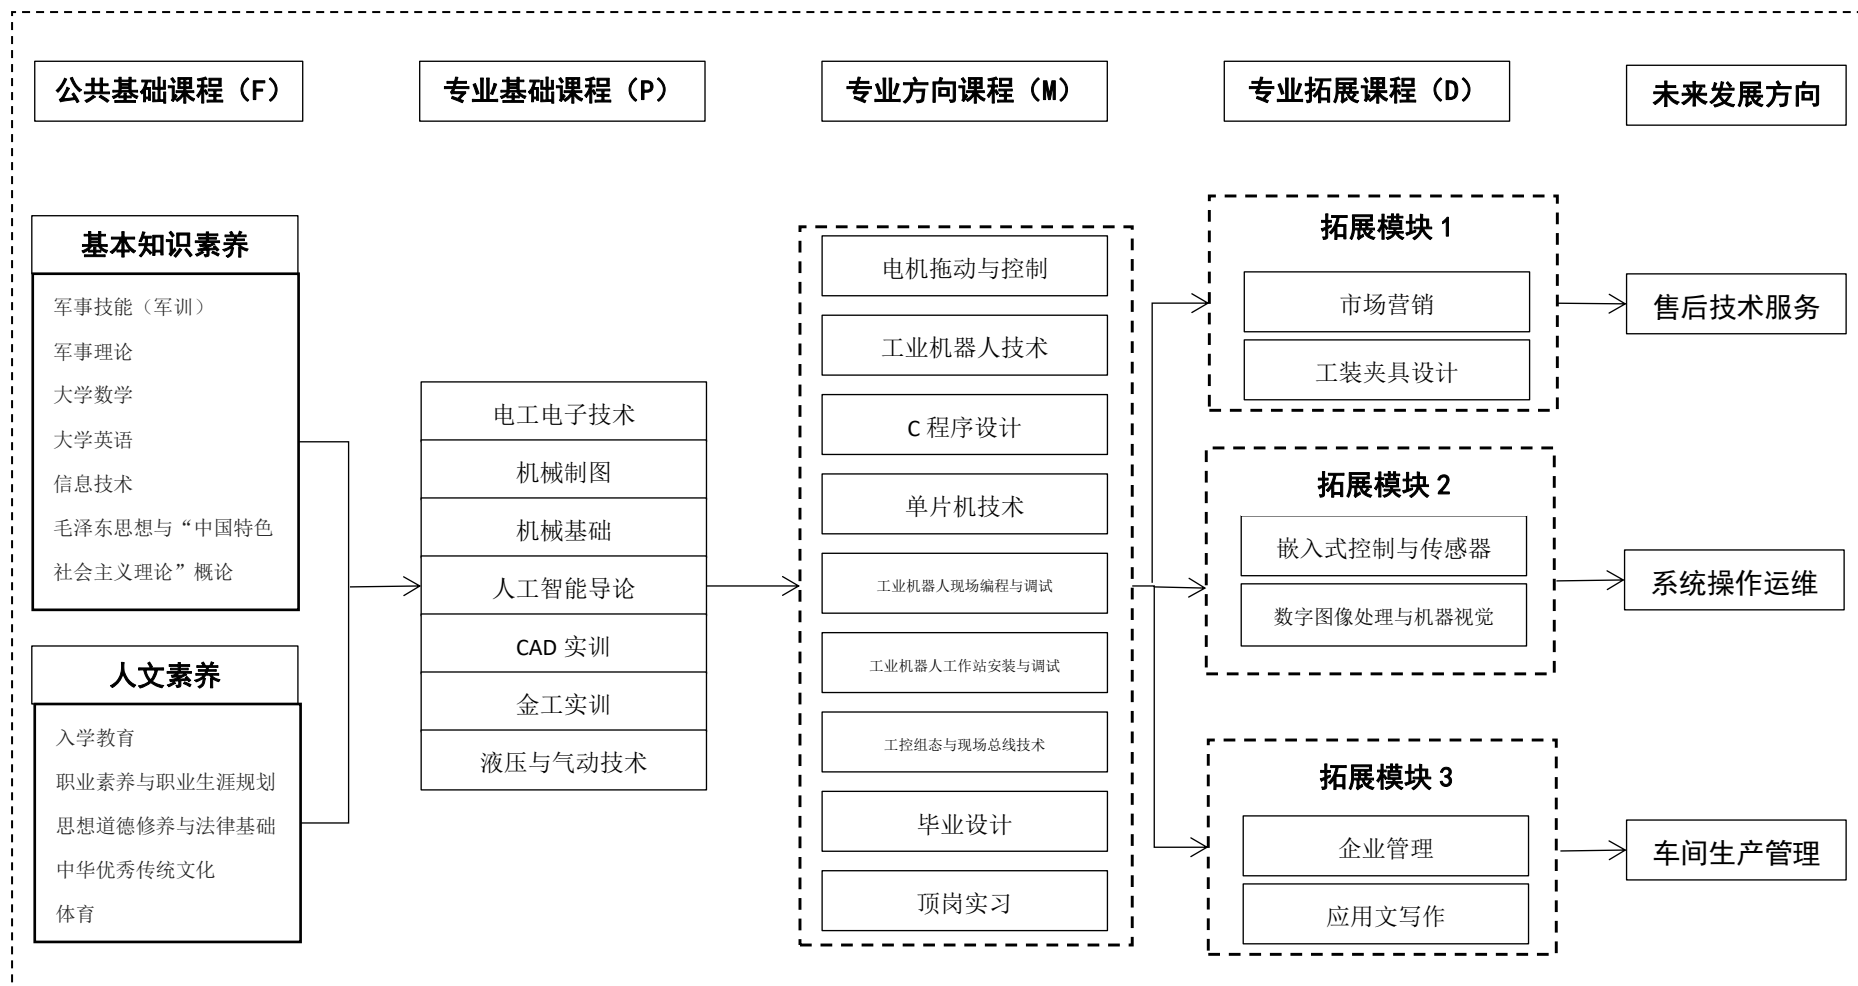 公共基础课程（F）
专业基础课程（P）
专业方向课程（M）
专业拓展课程（D）
未来发展方向
基本知识素养
军事技能（军训）
军事理论
大学数学
大学英语
信息技术
毛泽东思想与“中国特色
社会主义理论”概论
人文素养
入学教育
职业素养与职业生涯规划
思想道德修养与法律基础
中华优秀传统文化
体育
电工电子技术
机械制图
机械基础
人工智能导论
CAD 实训
金工实训
液压与气动技术
电机拖动与控制
工业机器人技术
C 程序设计
单片机技术
工业机器人现场编程与调试
工业机器人工作站安装与调试
工控组态与现场总线技术
毕业设计
顶岗实习
拓展模块 1
市场营销
工装夹具设计
拓展模块 2
嵌入式控制与传感器
数字图像处理与机器视觉
拓展模块 3
企业管理
应用文写作
售后技术服务
系统操作运维
车间生产管理